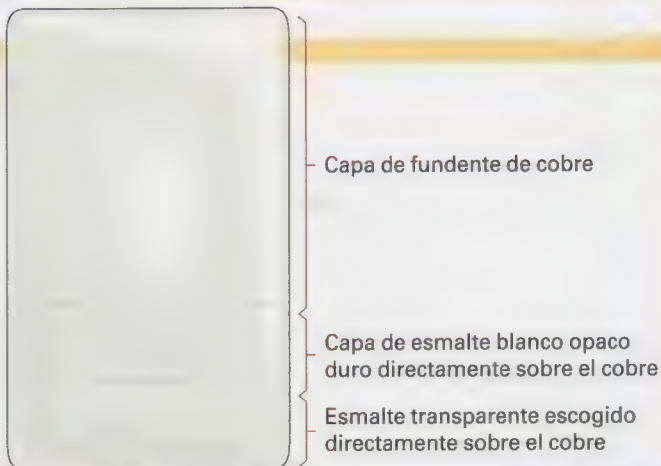 Capa de fundente de cobre
Capa de esmalte blanco opaco
duro directamente sobre el cobre
Esmalte transparente escogido
directamente sobre el cobre